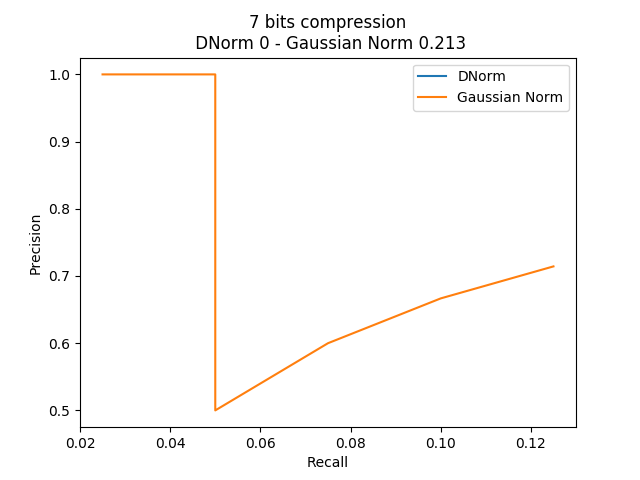 7 bits compression
DNorm 0 - Gaussian Norm 0.213
DNorm
Gaussian Norm
1.0
0.9
0.8
0.7
0.6
0.5
Precision
0.02 0.04 0.06 0.08 0.10 0.12
Recall